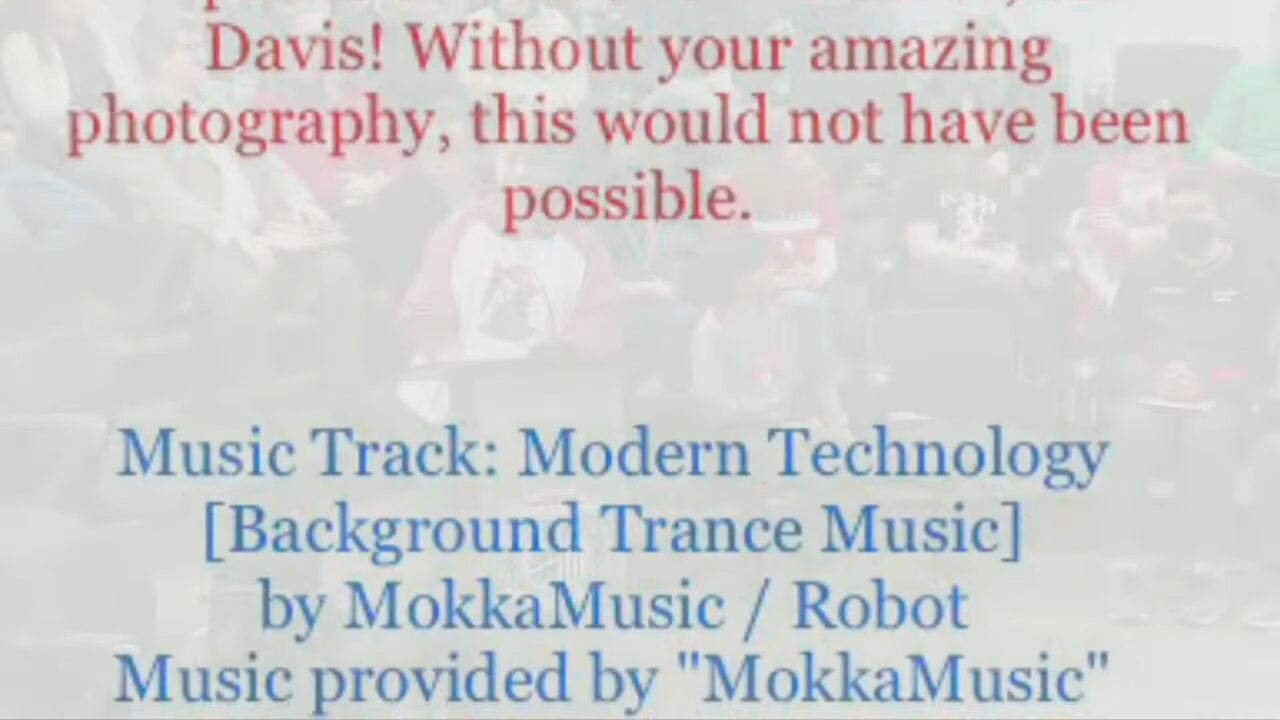 Davis! Without your amazing
photography, this would not have been
possible.
Music Track: Modern Technology
[Background Trance Music]
by MokkaMusic / Robot
Music provided by "MokkaMusic"